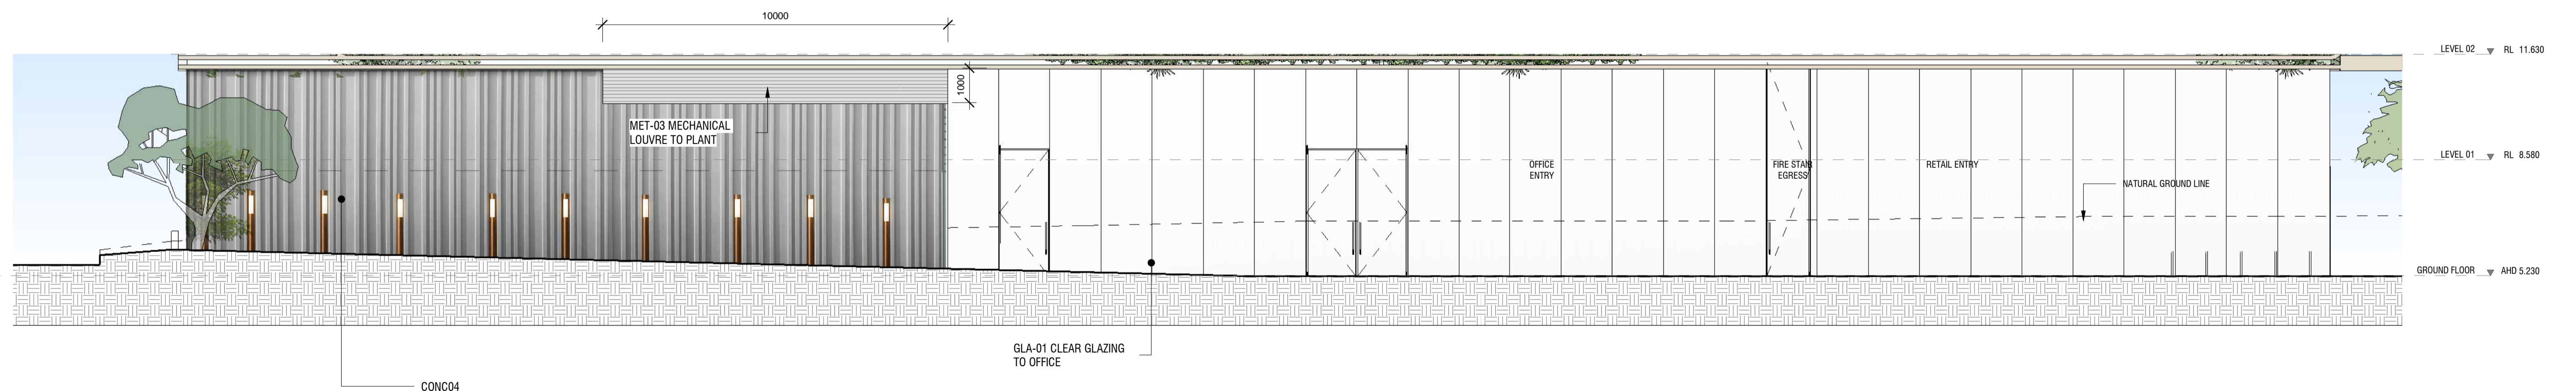 10000
LEVEL 02 RL 11.630
1000
MET-03 MECHANICAL
LOUVRE TO PLANT
LEVEL 01 RL 8.580
OFFICE
ENTRY
FIRE STAIR
EGRESS
RETAIL ENTRY
NATURAL GROUND LINE
GROUND FLOOR AHD 5.230
GLA-01 CLEAR GLAZING
TO OFFICE
CONC04